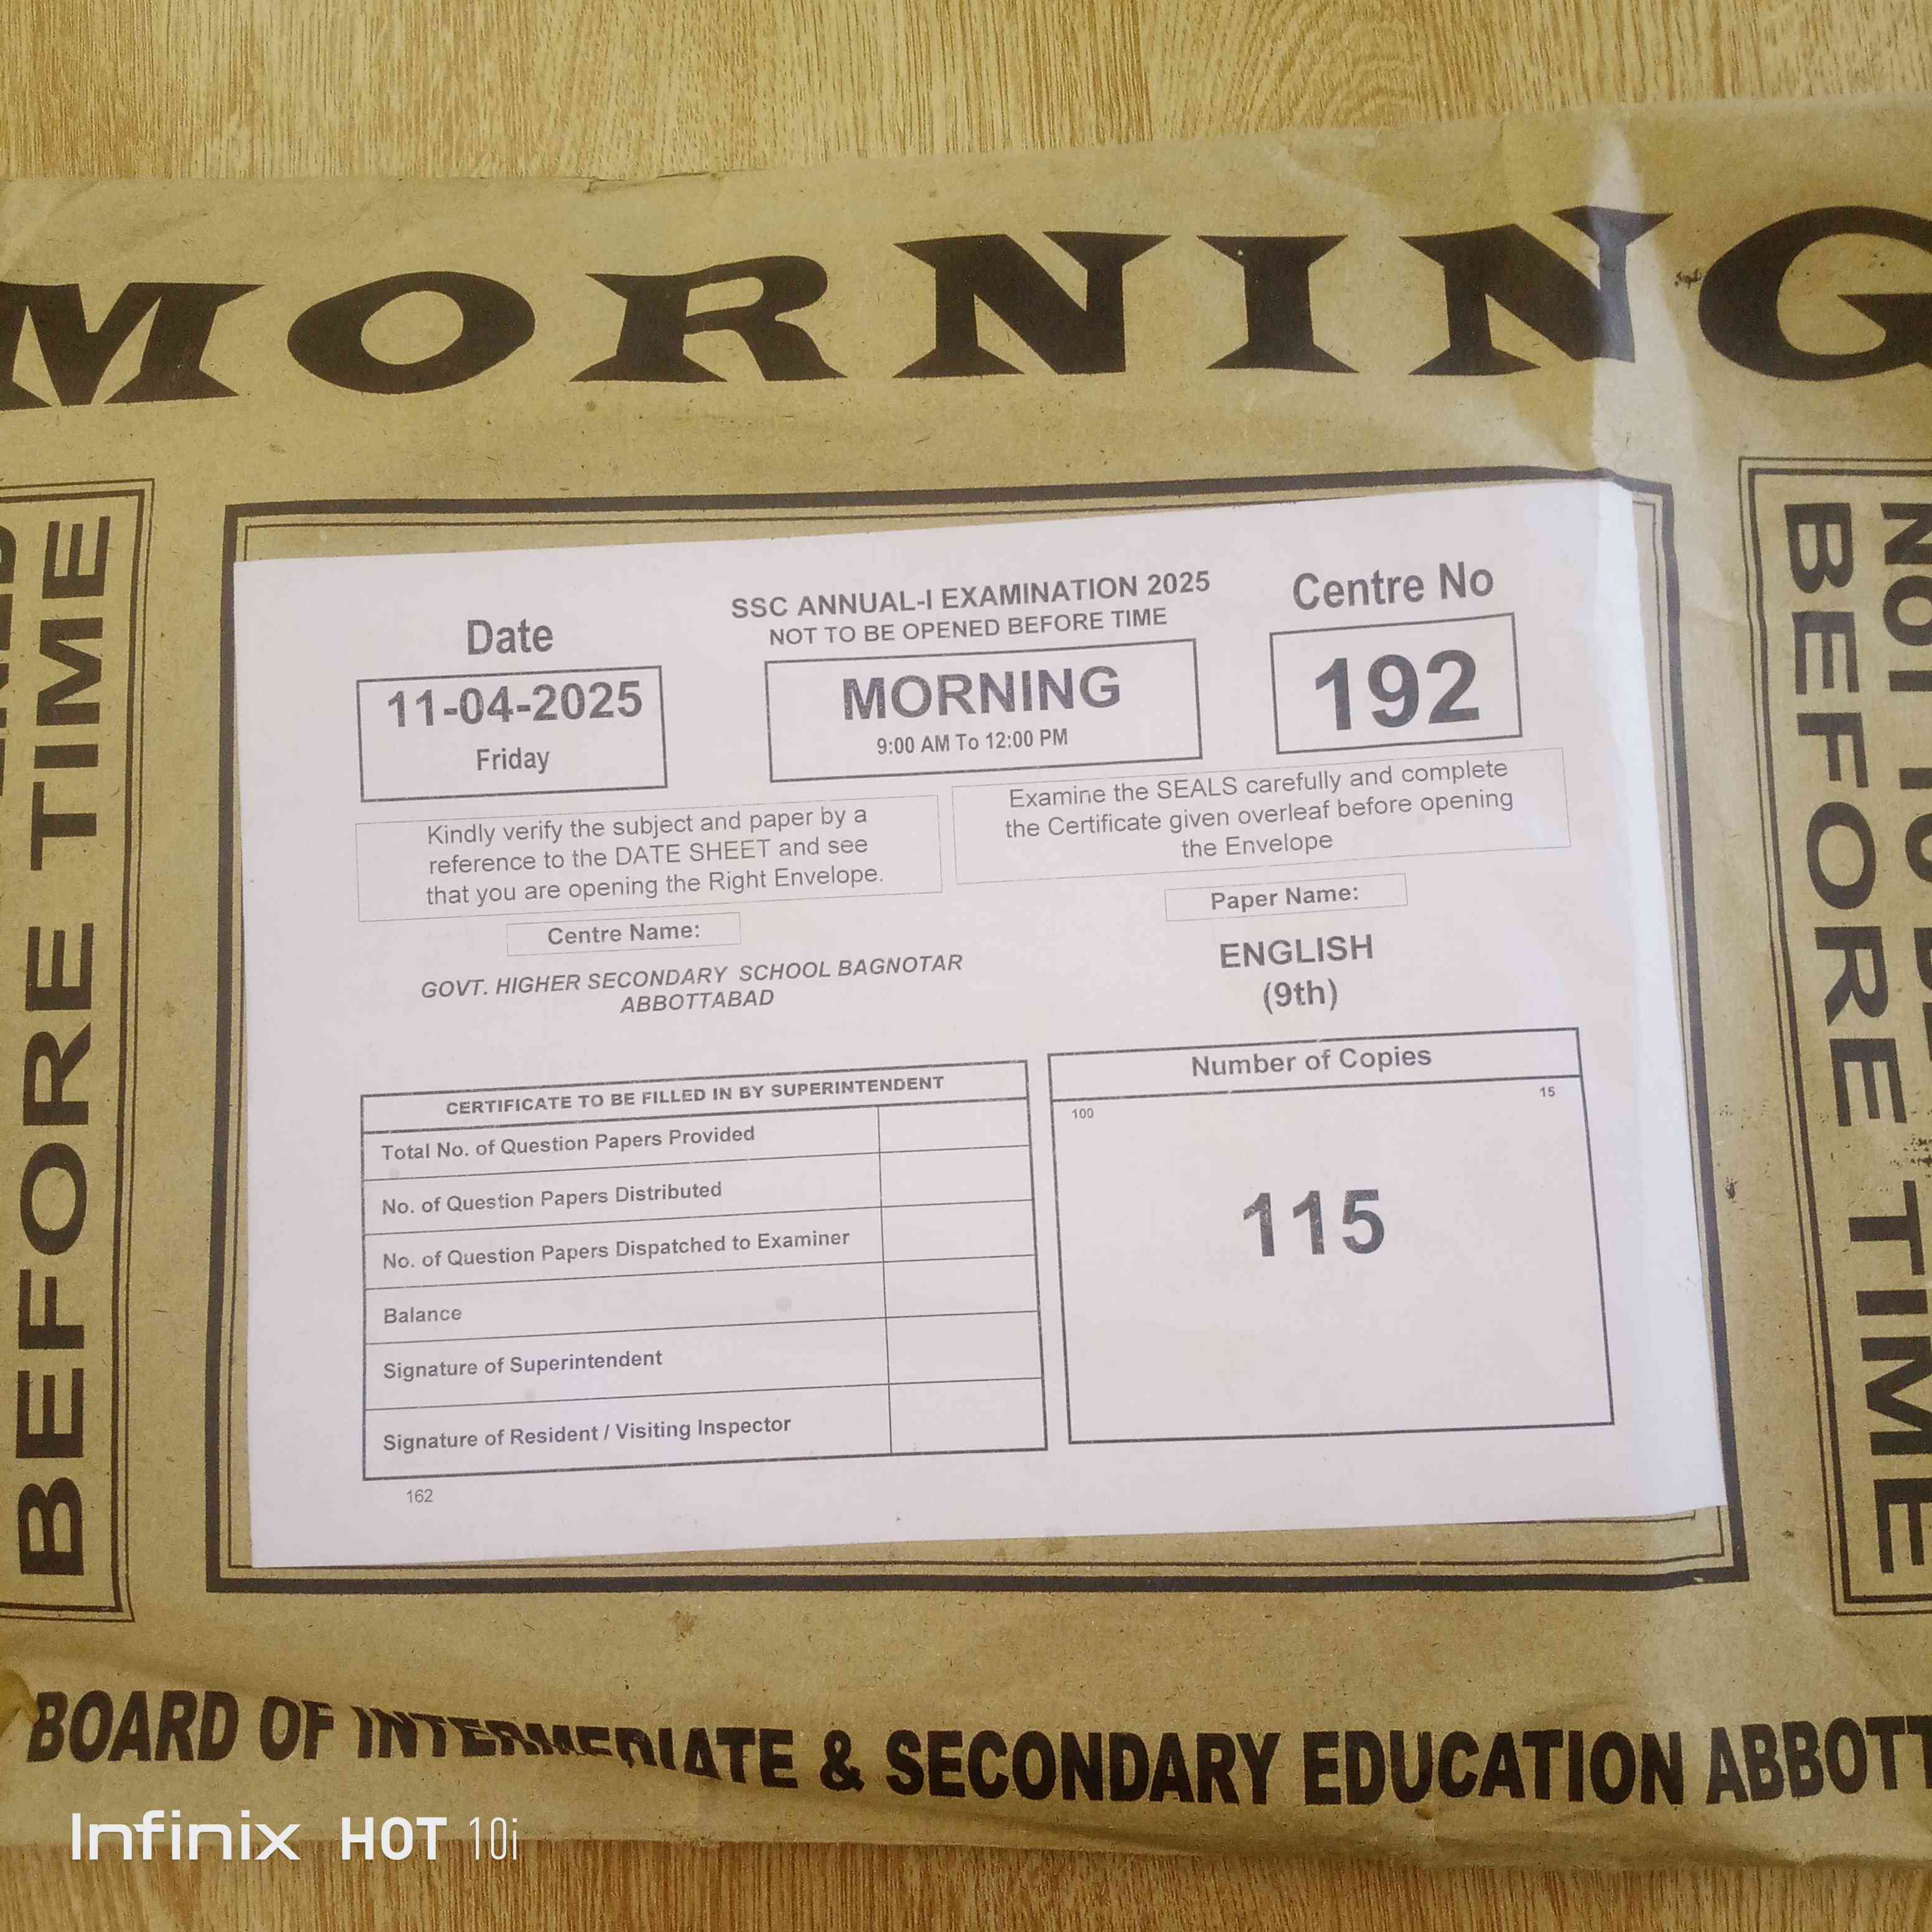 MORNING
BEFORE TIME
NOT TO BE
BEFORE TIME
Date
11-04-2025
Friday
SSC ANNUAL-I EXAMINATION 2025
NOT TO BE OPENED BEFORE TIME
MORNING
9:00 AM To 12:00 PM
Centre No
192
Kindly verify the subject and paper by a
reference to the DATE SHEET and see
that you are opening the Right Envelope.
Examine the SEALS carefully and complete
the Certificate given overleaf before opening
the Envelope
Centre Name:
GOVT. HIGHER SECONDARY SCHOOL BAGNOTAR
ABBOTTABAD
Paper Name:
ENGLISH
(9th)
CERTIFICATE TO BE FILLED IN BY SUPERINTENDENT
Total No. of Question Papers Provided
No. of Question Papers Distributed
No. of Question Papers Dispatched to Examiner
Balance
Signature of Superintendent
Signature of Resident / Visiting Inspector
162
Number of Copies
100 15
115
BOARD OF INTERMEDIATE & SECONDARY EDUCATION ABBOTT
Infinix HOT 10i